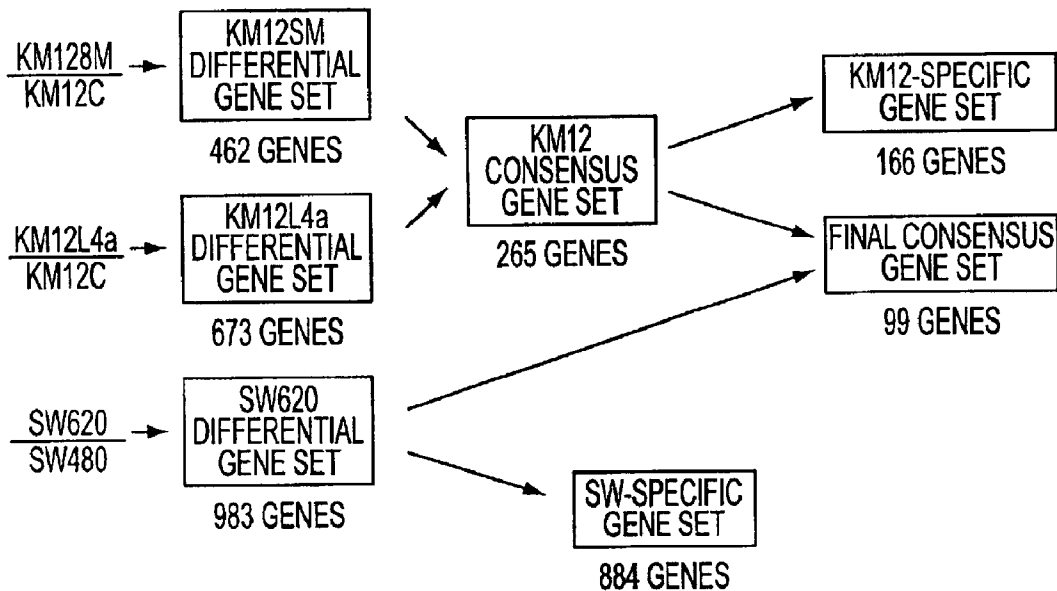 KM128M
KM12C
KM12SM
DIFFERENTIAL
GENE SET
462 GENES
KM12L4a
KM12C
KM12L4a
DIFFERENTIAL
GENE SET
673 GENES
SW620
SW480
SW620
DIFFERENTIAL
GENE SET
983 GENES
KM12
CONSENSUS
GENE SET
265 GENES
KM12-SPECIFIC
GENE SET
166 GENES
FINAL CONSENSUS
GENE SET
99 GENES
SW-SPECIFIC
GENE SET
884 GENES